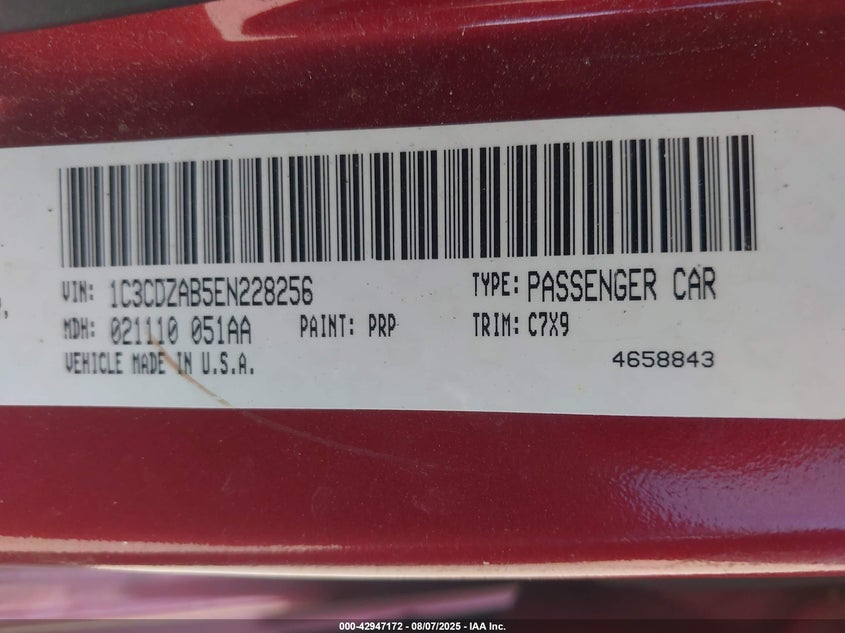 VIN: 1C3CDZAB5EN228256 TYPE: PASSENGER CAR
MDH: 021110 051AA PAINT: PRP TRIM: C7X9
VEHICLE MADE IN U.S.A. 4658843
000-42947172 - 08/07/2025 - IAA Inc.